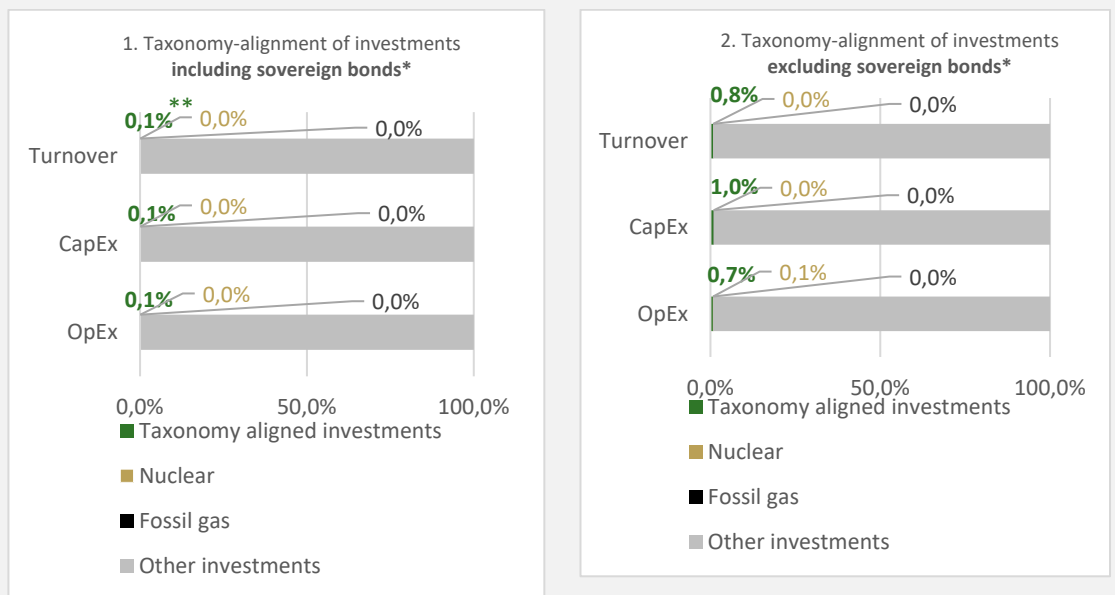 1. Taxonomy-alignment of investments
including sovereign bonds*
**
0,1%
0,0%
0,0%
Turnover
0,1%
0,0%
0,0%
CapEx
0,1%
0,0%
0,0%
OpEx
0,0%
50,0%
100,0%
Taxonomy aligned investments
Nuclear
Fossil gas
Other investments
2. Taxonomy-alignment of investments
excluding sovereign bonds*
0,8%
0,0%
0,0%
Turnover
1,0%
0,0%
0,0%
CapEx
0,7%
0,1%
0,0%
OpEx
0,0%
50,0%
100,0%
Taxonomy aligned investments
Nuclear
Fossil gas
Other investments